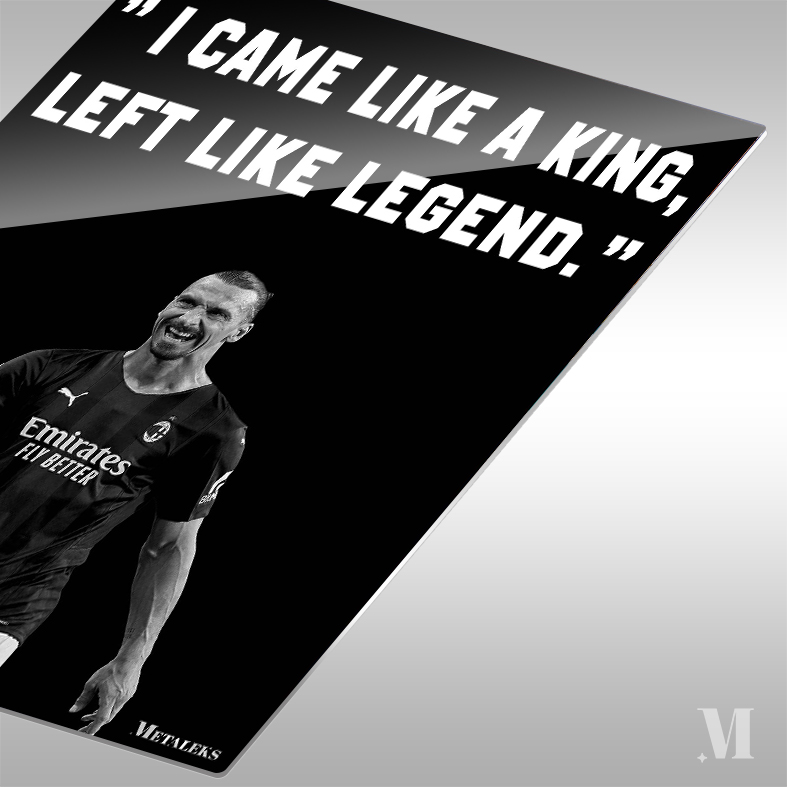 ” I CAME LIKE A KING,
LEFT LIKE LEGEND. ”
Emirates
FLY BETTER
METALEKS
M